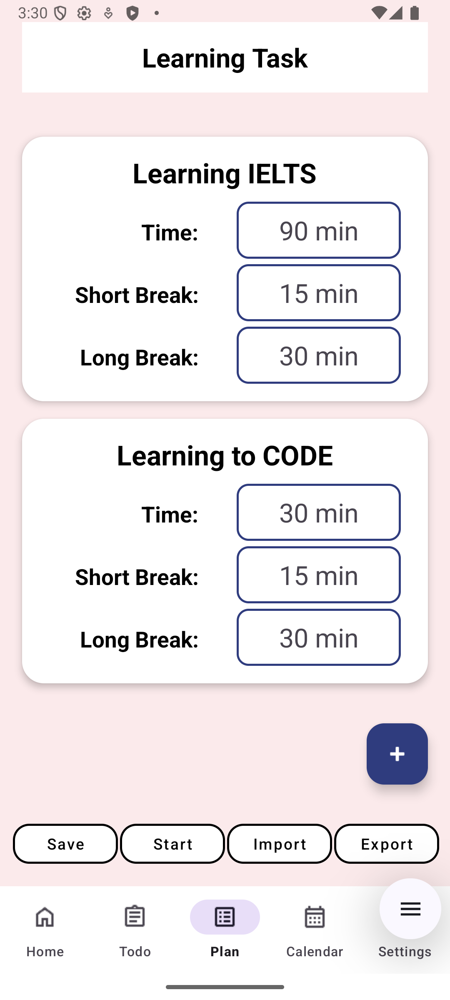 3:30
Learning Task
Learning IELTS
Time: 90 min
Short Break: 15 min
Long Break: 30 min
Learning to CODE
Time: 30 min
Short Break: 15 min
Long Break: 30 min
Save Start Import Export
Home Todo Plan Calendar Settings